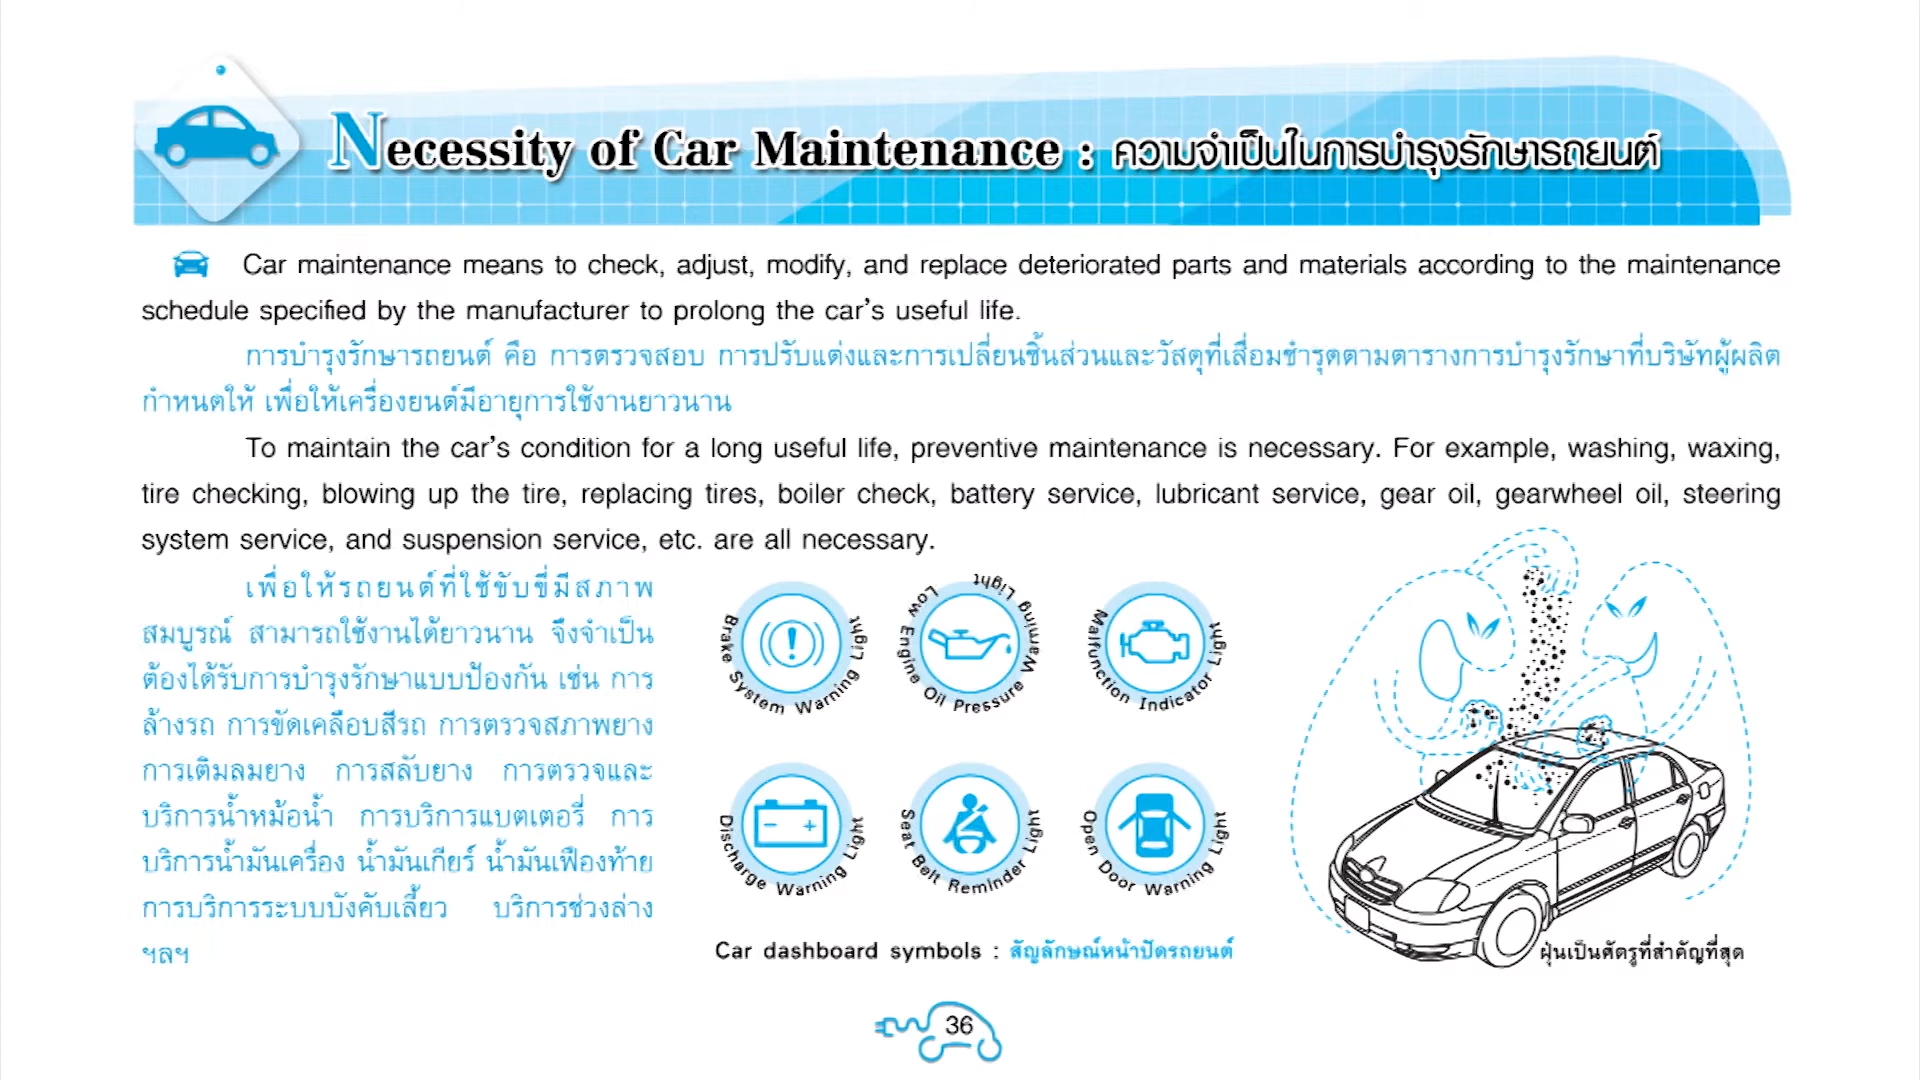 Necessity of Car Maintenance : ความจำเป็นในการบำรุงรักษารถยนต์
Car maintenance means to check, adjust, modify, and replace deteriorated parts and materials according to the maintenance
schedule specified by the manufacturer to prolong the car's useful life.
การบำรุงรักษารถยนต์ คือ การตรวจสอบ การปรับแต่งและการเปลี่ยนชิ้นส่วนและวัสดุที่เสื่อมชำรุดตามตารางการบำรุงรักษาที่บริษัทผู้ผลิต
กำหนดให้ เพื่อให้เครื่องยนต์มีอายุการใช้งานยาวนาน
To maintain the car's condition for a long useful life, preventive maintenance is necessary. For example, washing, waxing,
tire checking, blowing up the tire, replacing tires, boiler check, battery service, lubricant service, gear oil, gearwheel oil, steering
system service, and suspension service, etc. are all necessary.
เพื่อให้รถยนต์ที่ใช้ขับขี่มีสภาพ
สมบูรณ์ สามารถใช้งานได้ยาวนาน จึงจำเป็น
ต้องได้รับการบำรุงรักษาแบบป้องกัน เช่น การ
ล้างรถ การขัดเคลือบสีรถ การตรวจสภาพยาง
การเติมลมยาง การสลับยาง การตรวจและ
บริการน้ำหม้อน้ำ การบริการแบตเตอรี่ การ
บริการน้ำมันเครื่อง น้ำมันเกียร์ น้ำมันเฟืองท้าย
การบริการระบบบังคับเลี้ยว บริการช่วงล่าง
ฯลฯ
Brake System Warning Light
Low Engine Oil Pressure Warning Light
Malfunction Indicator Light
Discharge Warning Light
Seat Belt Reminder Light
Open Door Warning Light
Car dashboard symbols : สัญลักษณ์หน้าปัดรถยนต์
ฝุ่นเป็นศัตรูที่สำคัญที่สุด
36